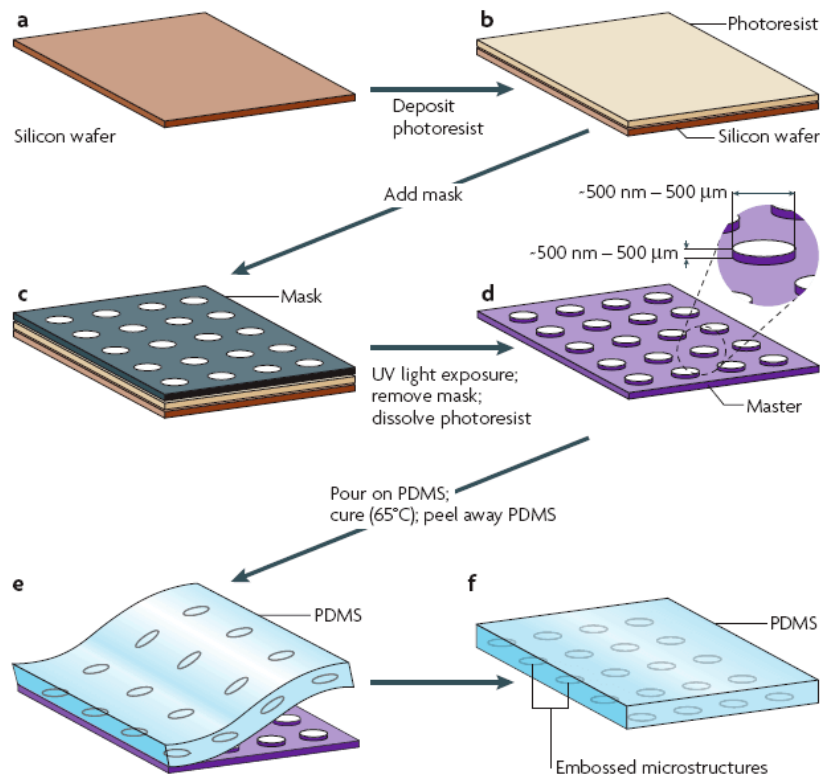 a
b
Photoresist
Deposit
photoresist
Silicon wafer
Silicon wafer
Add mask
~500 nm – 500 µm
~500 nm – 500 µm
c
Mask
d
UV light exposure;
remove mask;
dissolve photoresist
Master
Pour on PDMS;
cure (65°C); peel away PDMS
e
PDMS
f
PDMS
Embossed microstructures